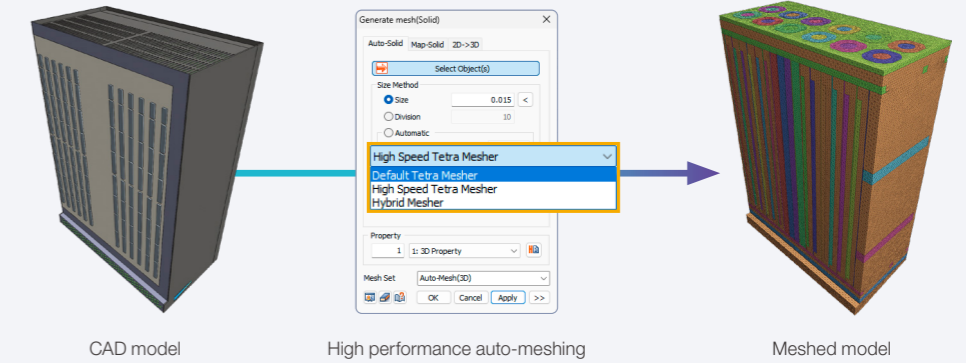 Generate mesh(Solid)
Auto-Solid Map-Solid 2D->3D
Select Object(s)
Size Method
Size 0.015 <
Division 10
Automatic
High Speed Tetra Mesher
Default Tetra Mesher
High Speed Tetra Mesher
Hybrid Mesher
Property
1 1: 3D Property
Mesh Set Auto-Mesh(3D)
OK Cancel Apply >>
CAD model
High performance auto-meshing
Meshed model